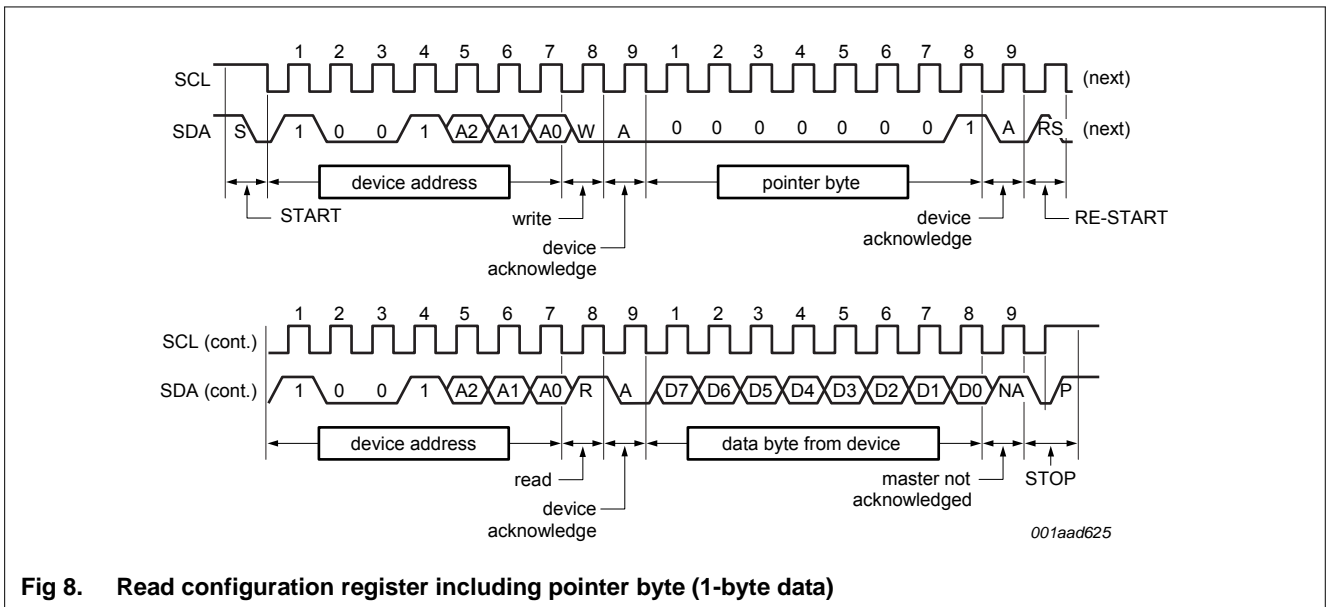 1 2 3 4 5 6 7 8 9 1 2 3 4 5 6 7 8 9
SCL (next)
SDA S 1 0 0 1 A2 A1 A0 W A 0 0 0 0 0 0 0 1 A RS (next)
device address pointer byte
START write device RE-START
device acknowledge
acknowledge
1 2 3 4 5 6 7 8 9 1 2 3 4 5 6 7 8 9
SCL (cont.)
SDA (cont.) 1 0 0 1 A2 A1 A0 R A D7 D6 D5 D4 D3 D2 D1 D0 NA P
device address data byte from device
read master not STOP
device acknowledged
acknowledge
001aad625
Fig 8. Read configuration register including pointer byte (1-byte data)